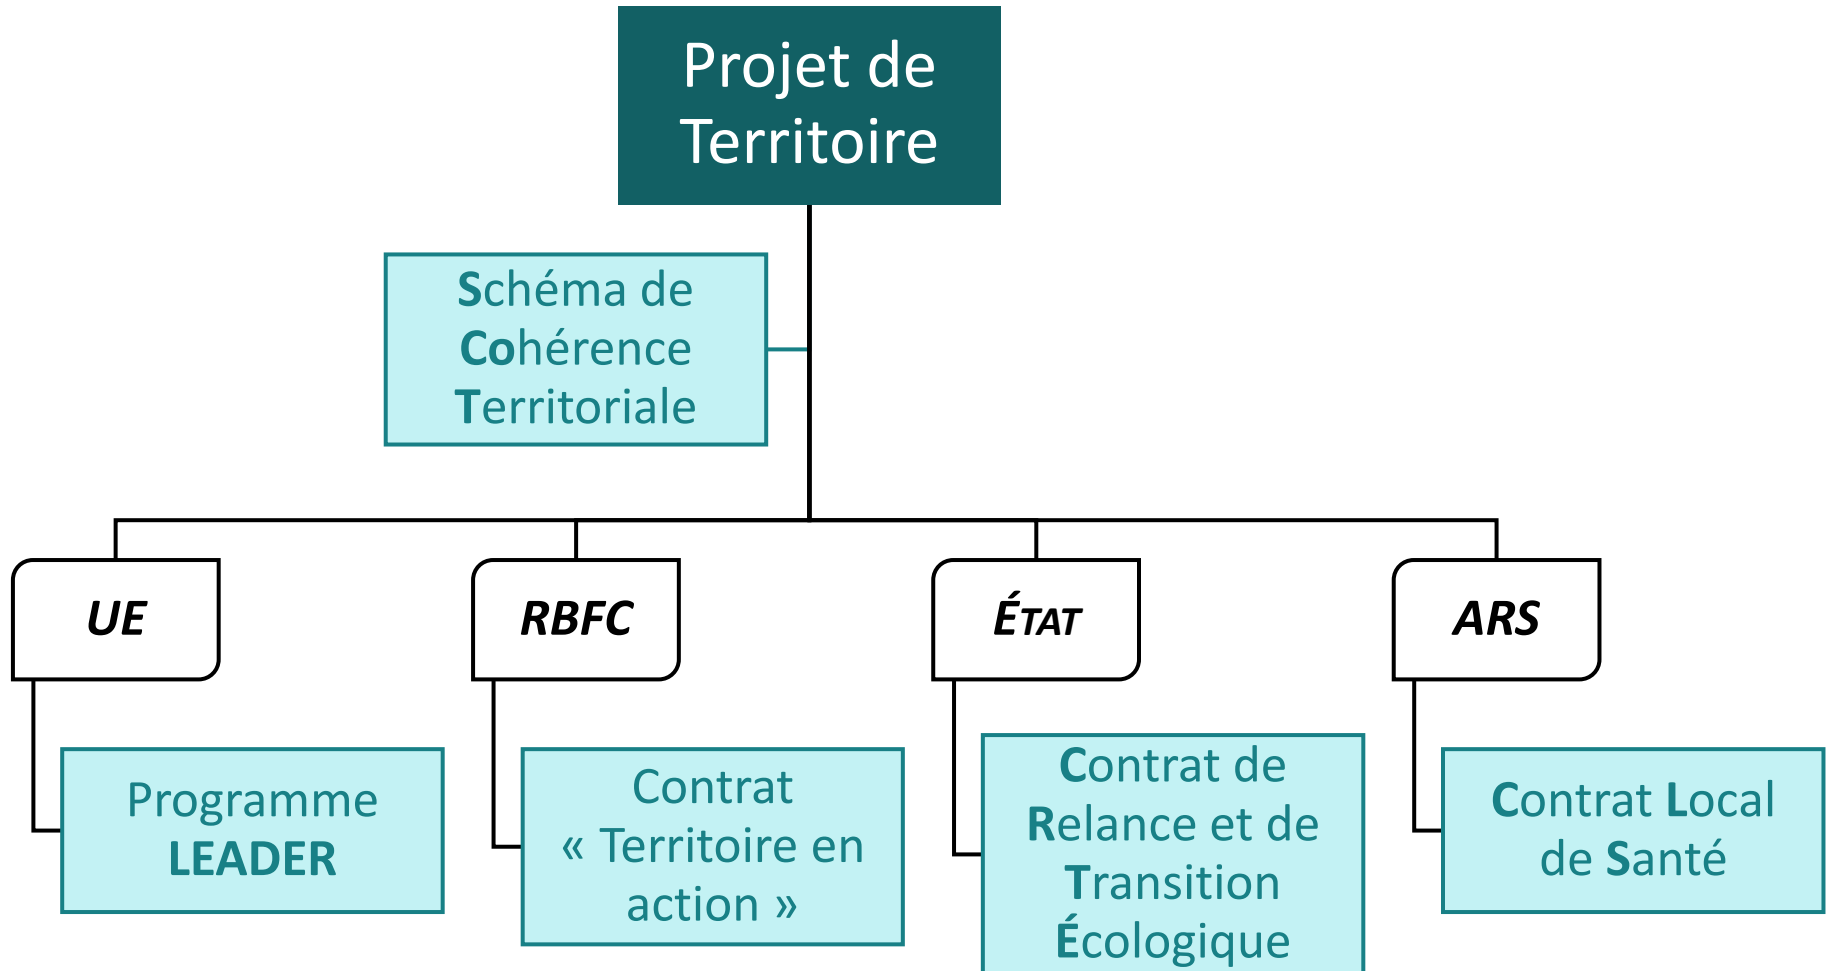 Projet de
Territoire
Schéma de
Cohérence
Territoriale
UE
RBFC
ÉTAT
ARS
Programme
LEADER
Contrat
« Territoire en
action »
Contrat de
Relance et de
Transition
Écologique
Contrat Local
de Santé